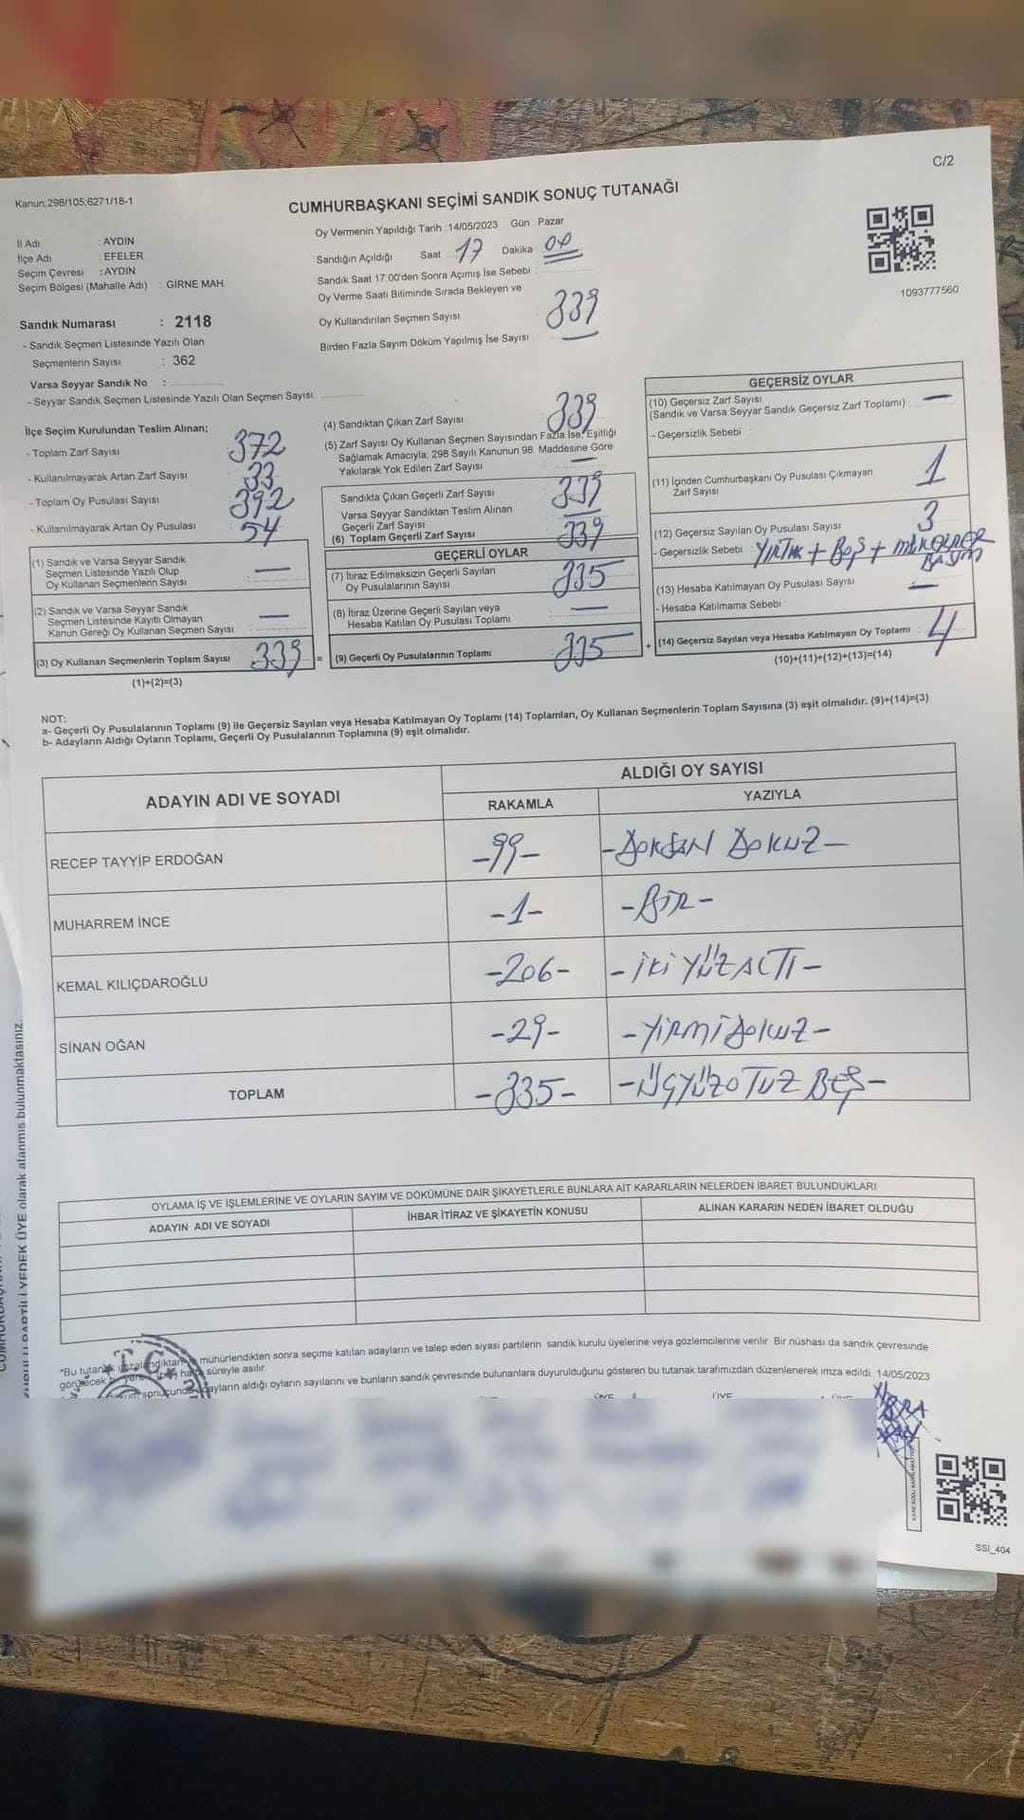 C/2
Kanun;298/105;6271/18-1
CUMHURBAŞKANI SEÇİMİ SANDIK SONUÇ TUTANAĞI
İl Adı : AYDIN
İlçe Adı : EFELER
Seçim Çevresi : AYDIN
Seçim Bölgesi (Mahalle Adı) : GİRNE MAH.
Oy Vermenin Yapıldığı Tarih :14/05/2023 Gün : Pazar
Sandığın Açıldığı Saat 17 Dakika 00
Sandık Saat 17.00'den Sonra Açımış İse Sebebi
Oy Verme Saati Bitiminde Sırada Bekleyen ve
Oy Kullandırılan Seçmen Sayısı 339
Birden Fazla Sayım Döküm Yapılmış İse Sayısı
1093777560
Sandık Numarası : 2118
- Sandık Seçmen Listesinde Yazılı Olan
Seçmenlerin Sayısı : 362
Varsa Seyyar Sandık No :
- Seyyar Sandık Seçmen Listesinde Yazılı Olan Seçmen Sayısı
İlçe Seçim Kurulundan Teslim Alınan;
- Toplam Zarf Sayısı 372
- Kullanılmayarak Artan Zarf Sayısı 33
- Toplam Oy Pusulası Sayısı 392
- Kullanılmayarak Artan Oy Pusulası 54
(1) Sandık ve Varsa Seyyar Sandık
Seçmen Listesinde Yazılı Olup
Oy Kullanan Seçmenlerin Sayısı —
(2) Sandık ve Varsa Seyyar Sandık
Seçmen Listesinde Kayıtlı Olmayan
Kanun Gereği Oy Kullanan Seçmen Sayısı —
(3) Oy Kullanan Seçmenlerin Toplam Sayısı 339 =
(1)+(2)=(3)
(4) Sandıktan Çıkan Zarf Sayısı 339
(5) Zarf Sayısı Oy Kullanan Seçmen Sayısından Fazla İse, Eşitliği
Sağlamak Amacıyla; 298 Sayılı Kanunun 98. Maddesine Göre
Yakılarak Yok Edilen Zarf Sayısı —
Sandıkta Çıkan Geçerli Zarf Sayısı 339
Varsa Seyyar Sandıktan Teslim Alınan
Geçerli Zarf Sayısı —
(6) Toplam Geçerli Zarf Sayısı 339
GEÇERLİ OYLAR
(7) İtiraz Edilmeksizin Geçerli Sayılan
Oy Pusulalarının Sayısı 335
(8) İtiraz Üzerine Geçerli Sayılan veya
Hesaba Katılan Oy Pusulası Toplamı —
(9) Geçerli Oy Pusulalarının Toplamı 335 +
GEÇERSİZ OYLAR
(10) Geçersiz Zarf Sayısı
(Sandık ve Varsa Seyyar Sandık Geçersiz Zarf Toplamı) : —
- Geçersizlik Sebebi :
(11) İçinden Cumhurbaşkanı Oy Pusulası Çıkmayan
Zarf Sayısı 1
(12) Geçersiz Sayılan Oy Pusulası Sayısı 3
- Geçersizlik Sebebi : YIRTIK + BOŞ + MÜKERRER BASIM
(13) Hesaba Katılmayan Oy Pusulası Sayısı : —
- Hesaba Katılmama Sebebi :
(14) Geçersiz Sayılan veya Hesaba Katılmayan Oy Toplamı 4
(10)+(11)+(12)+(13)=(14)
NOT:
a- Geçerli Oy Pusulalarının Toplamı (9) ile Geçersiz Sayılan veya Hesaba Katılmayan Oy Toplamı (14) Toplamları, Oy Kullanan Seçmenlerin Toplam Sayısına (3) eşit olmalıdır. (9)+(14)=(3)
b- Adayların Aldığı Oyların Toplamı, Geçerli Oy Pusulalarının Toplamına (9) eşit olmalıdır.
ADAYIN ADI VE SOYADI ALDIĞI OY SAYISI
RAKAMLA YAZIYLA
RECEP TAYYİP ERDOĞAN -99- -DOKSAN DOKUZ-
MUHARREM İNCE -1- -BİR-
KEMAL KILIÇDAROĞLU -206- -İKİ YÜZ ALTI-
SİNAN OĞAN -29- -YİRMİ DOKUZ-
TOPLAM -335- -ÜÇYÜZOTUZ BEŞ-
OYLAMA İŞ VE İŞLEMLERİNE VE OYLARIN SAYIM VE DÖKÜMÜNE DAİR ŞİKAYETLERLE BUNLARA AİT KARARLARIN NELERDEN İBARET BULUNDUKLARI
ADAYIN ADI VE SOYADI İHBAR İTİRAZ VE ŞİKAYETİN KONUSU ALINAN KARARIN NEDEN İBARET OLDUĞU
*Bu tutanak imzalandıktan mühürlendikten sonra seçime katılan adayların ve talep eden siyasi partilerin sandık kurulu üyelerine veya gözlemcilerine verilir. Bir nüshası da sandık çevresinde
görülecek bir yere hafta süreyle asılır.
sonucunda adayların aldığı oyların sayılarını ve bunların sandık çevresinde bulunanlara duyurulduğunu gösteren bu tutanak tarafımızdan düzenlenerek imza edildi. 14/05/2023
ÜYE ÜYE
T.C.
YEDEK ÜYE olarak atanmış bulunmaktasınız.
SSI_404